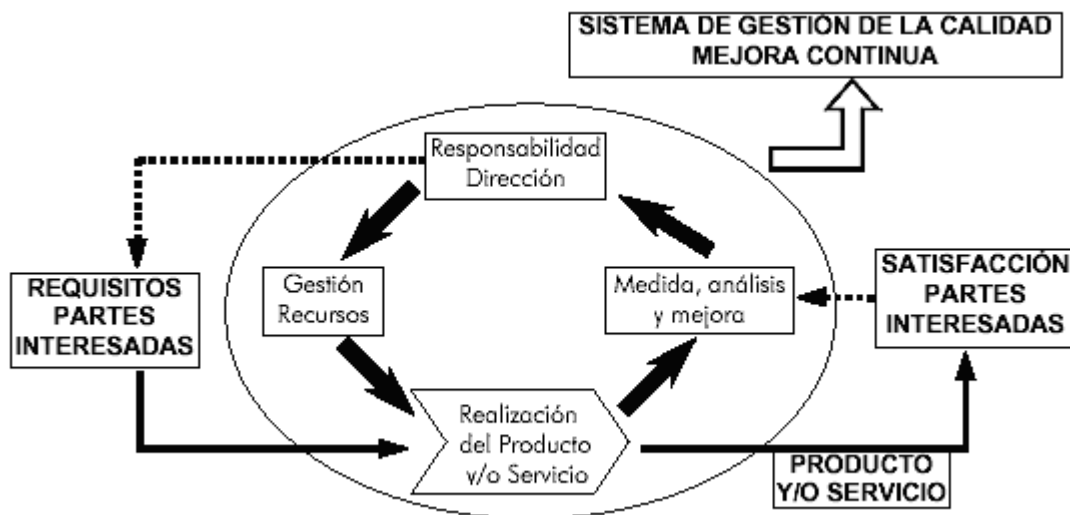 SISTEMA DE GESTIÓN DE LA CALIDAD
MEJORA CONTINUA
Responsabilidad
Dirección
REQUISITOS
PARTES
INTERESADAS
Gestión
Recursos
Medida, análisis
y mejora
SATISFACCIÓN
PARTES
INTERESADAS
Realización
del Producto
y/o Servicio
PRODUCTO
Y/O SERVICIO